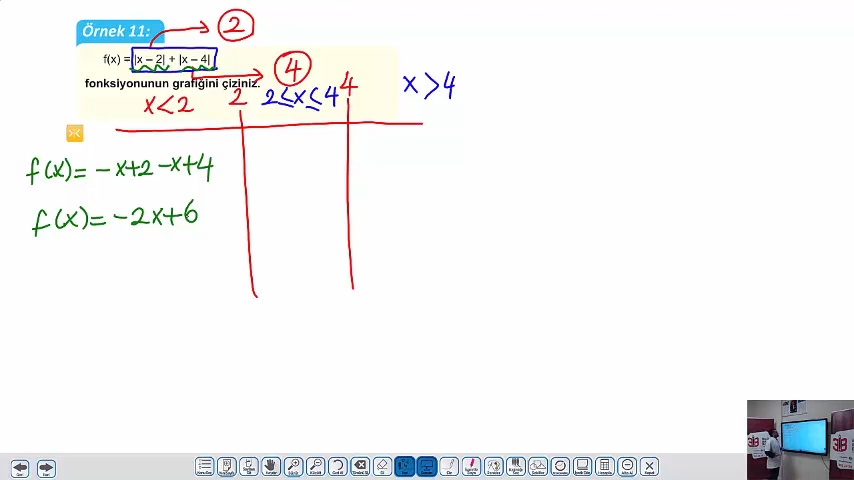 Örnek 11:
2
f(x) = |x – 2| + |x – 4|
4
fonksiyonunun grafiğini çiziniz.
x<2 2 2≤x≤4 4 x>4
f(x)= -x+2 -x+4
f(x)= -2x+6